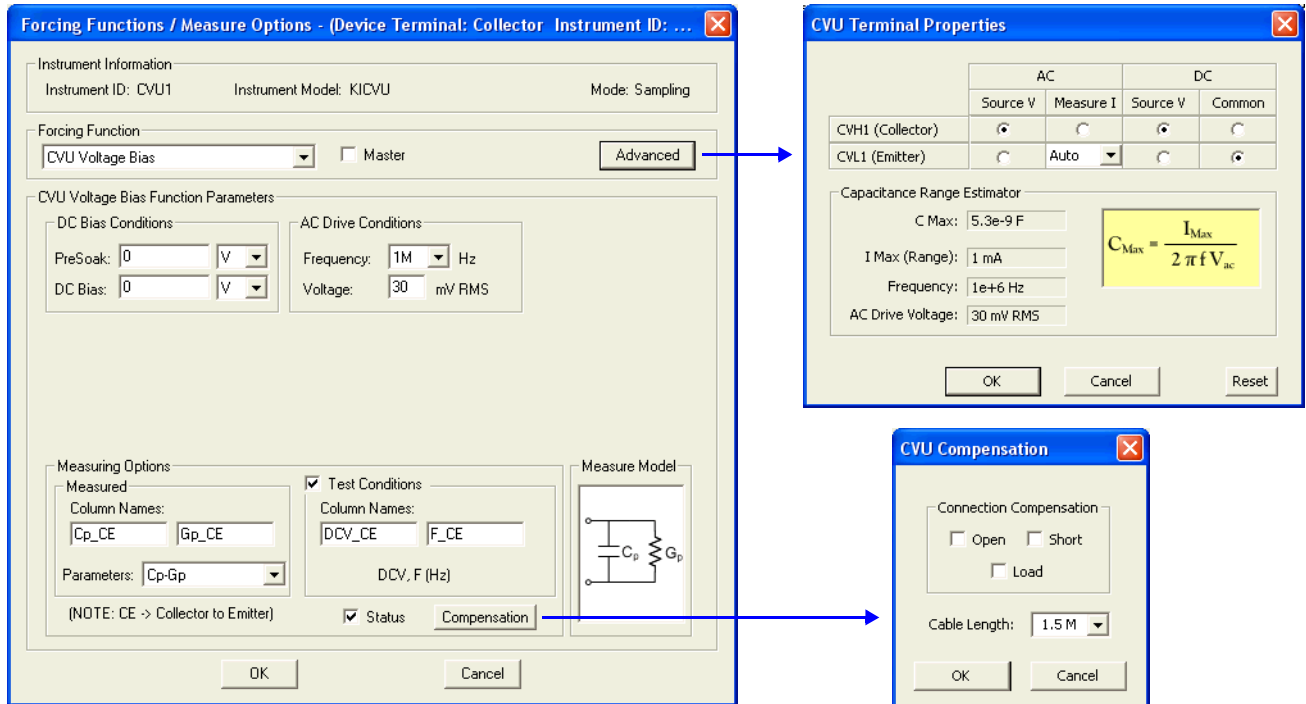 Forcing Functions / Measure Options - (Device Terminal: Collector Instrument ID: ...
Instrument Information
Instrument ID: CVU1 Instrument Model: KICVU Mode: Sampling
Forcing Function
CVU Voltage Bias Master Advanced
CVU Voltage Bias Function Parameters
DC Bias Conditions
PreSoak: 0 V
DC Bias: 0 V
AC Drive Conditions
Frequency: 1M Hz
Voltage: 30 mV RMS
Measuring Options
Measured
Column Names:
Cp_CE Gp_CE
Parameters: Cp-Gp
(NOTE: CE -> Collector to Emitter)
Test Conditions
Column Names:
DCV_CE F_CE
DCV, F (Hz)
Status Compensation
Measure Model
Cp Gp
OK Cancel
CVU Terminal Properties
AC DC
Source V Measure I Source V Common
CVH1 (Collector)
CVL1 (Emitter) Auto
Capacitance Range Estimator
C Max: 5.3e-9 F
I Max (Range): 1 mA
Frequency: 1e+6 Hz
AC Drive Voltage: 30 mV RMS
CMax = IMax / 2 π f Vac
OK Cancel Reset
CVU Compensation
Connection Compensation
Open Short
Load
Cable Length: 1.5 M
OK Cancel